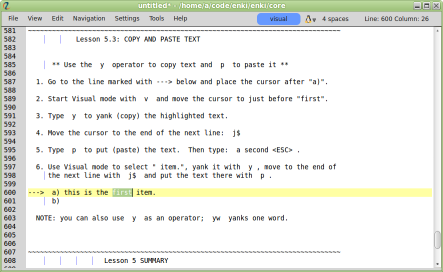 untitled* - /home/a/code/enki/enki/core
File View Edit Navigation Settings Tools Help visual 4 spaces Line: 600 Column: 26
581 ~~~~~~~~~~~~~~~~~~~~~~~~~~~~~~~~~~~~~~~~~~~~~~~~~~~~~~~~~~~~~~~~~~~~~~~~~~~~~~
582 Lesson 5.3: COPY AND PASTE TEXT
583
584
585 ** Use the y operator to copy text and p to paste it **
586
587 1. Go to the line marked with ---> below and place the cursor after "a)".
588
589 2. Start Visual mode with v and move the cursor to just before "first".
590
591 3. Type y to yank (copy) the highlighted text.
592
593 4. Move the cursor to the end of the next line: j$
594
595 5. Type p to put (paste) the text. Then type: a second <ESC> .
596
597 6. Use Visual mode to select " item.", yank it with y , move to the end of
598 the next line with j$ and put the text there with p .
599
600 ---> a) this is the first item.
601 b)
602
603 NOTE: you can also use y as an operator; yw yanks one word.
604
605
606
607 ~~~~~~~~~~~~~~~~~~~~~~~~~~~~~~~~~~~~~~~~~~~~~~~~~~~~~~~~~~~~~~~~~~~~~~~~~~~~~~
608 Lesson 5 SUMMARY